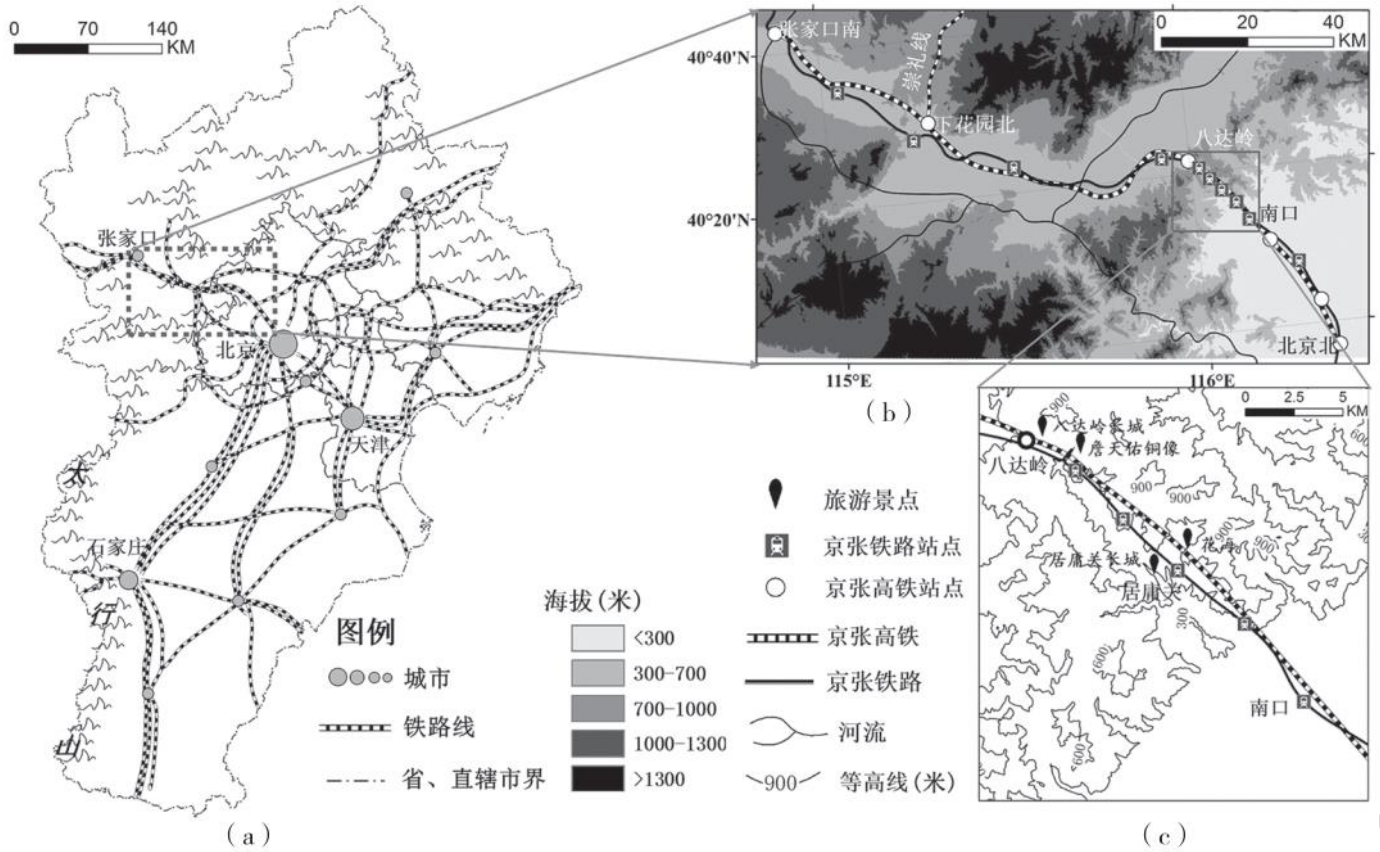 0 70 140
KM
张家口
北京
天津
石家庄
太
行
山
图例
城市
铁路线
省、直辖市界
(a)
0 20 40
KM
张家口南
崇礼线
下花园北
八达岭
南口
北京北
40°40'N
40°20'N
115°E
116°E
(b)
海拔(米)
<300
300-700
700-1000
1000-1300
>1300
旅游景点
京张铁路站点
京张高铁站点
京张高铁
京张铁路
河流
900
等高线(米)
0 2.5 5
KM
900
八达岭长城
八达岭
詹天佑铜像
600
900
900
900
900
花海
居庸关长城
居庸关
300
600
南口
600
(c)